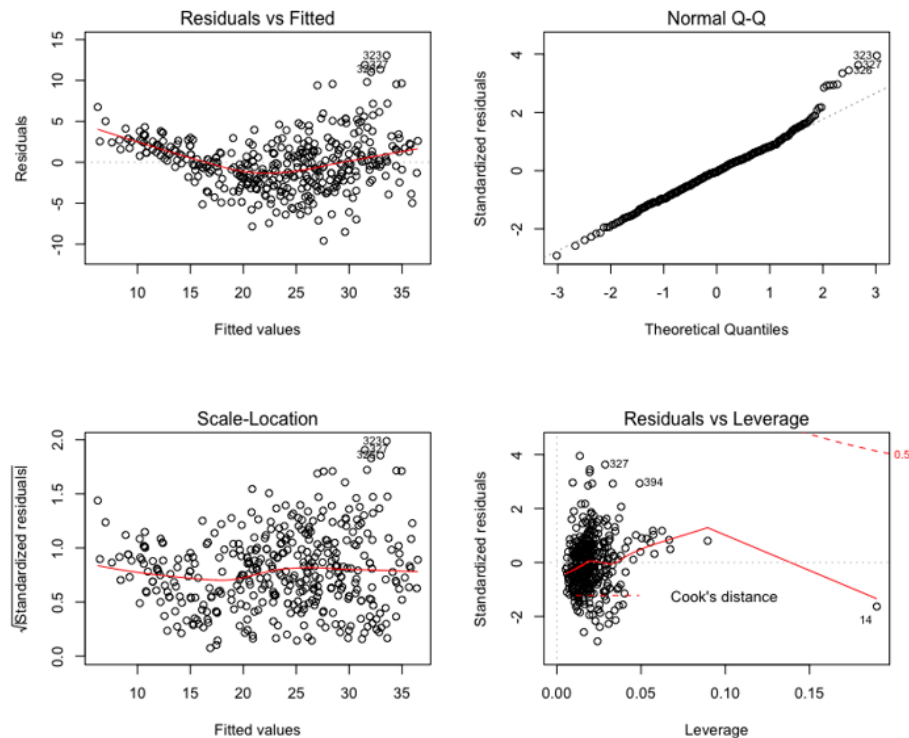 Residuals vs Fitted
Residuals
15
10
5
0
-5
-10
323
327
10 15 20 25 30 35
Fitted values
Normal Q-Q
Standardized residuals
4
2
0
-2
323
327
326
-3 -2 -1 0 1 2 3
Theoretical Quantiles
Scale-Location
√|Standardized residuals|
2.0
1.5
1.0
0.5
0.0
323
327
10 15 20 25 30 35
Fitted values
Residuals vs Leverage
Standardized residuals
4
2
0
-2
327
394
0.5
Cook's distance
14
0.00 0.05 0.10 0.15
Leverage